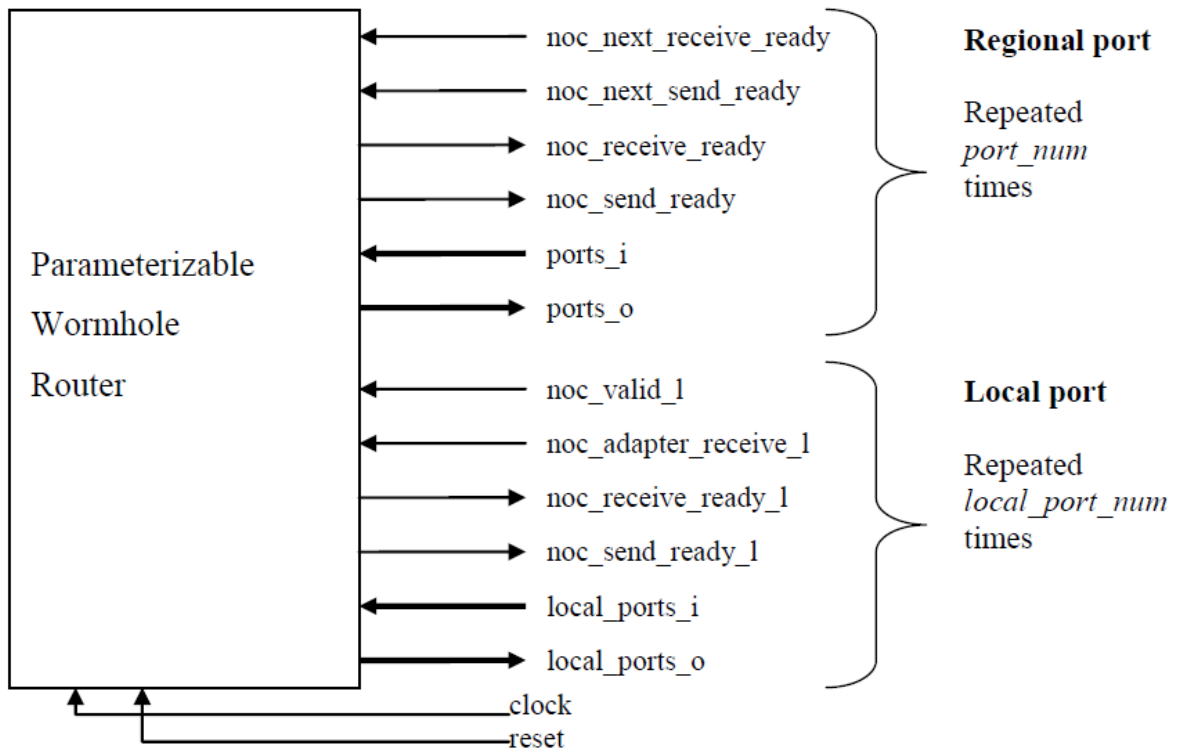 Parameterizable
Wormhole
Router
noc_next_receive_ready
noc_next_send_ready
noc_receive_ready
noc_send_ready
ports_i
ports_o
Regional port
Repeated
port_num
times
noc_valid_l
noc_adapter_receive_l
noc_receive_ready_l
noc_send_ready_l
local_ports_i
local_ports_o
Local port
Repeated
local_port_num
times
clock
reset